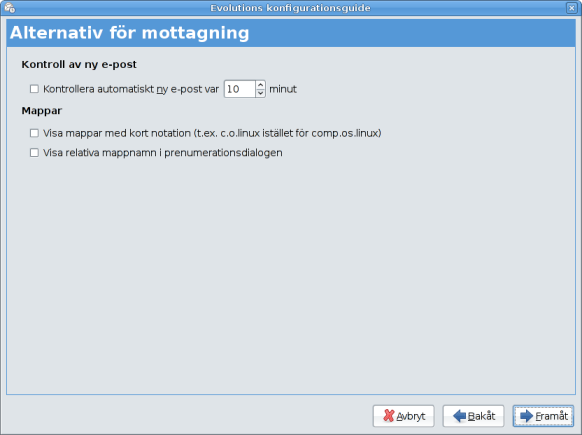 Evolutions konfigurationsguide
Alternativ för mottagning
Kontroll av ny e-post
Kontrollera automatiskt ny e-post var 10 minut
Mappar
Visa mappar med kort notation (t.ex. c.o.linux istället för comp.os.linux)
Visa relativa mappnamn i prenumerationsdialogen
Avbryt Bakåt Framåt